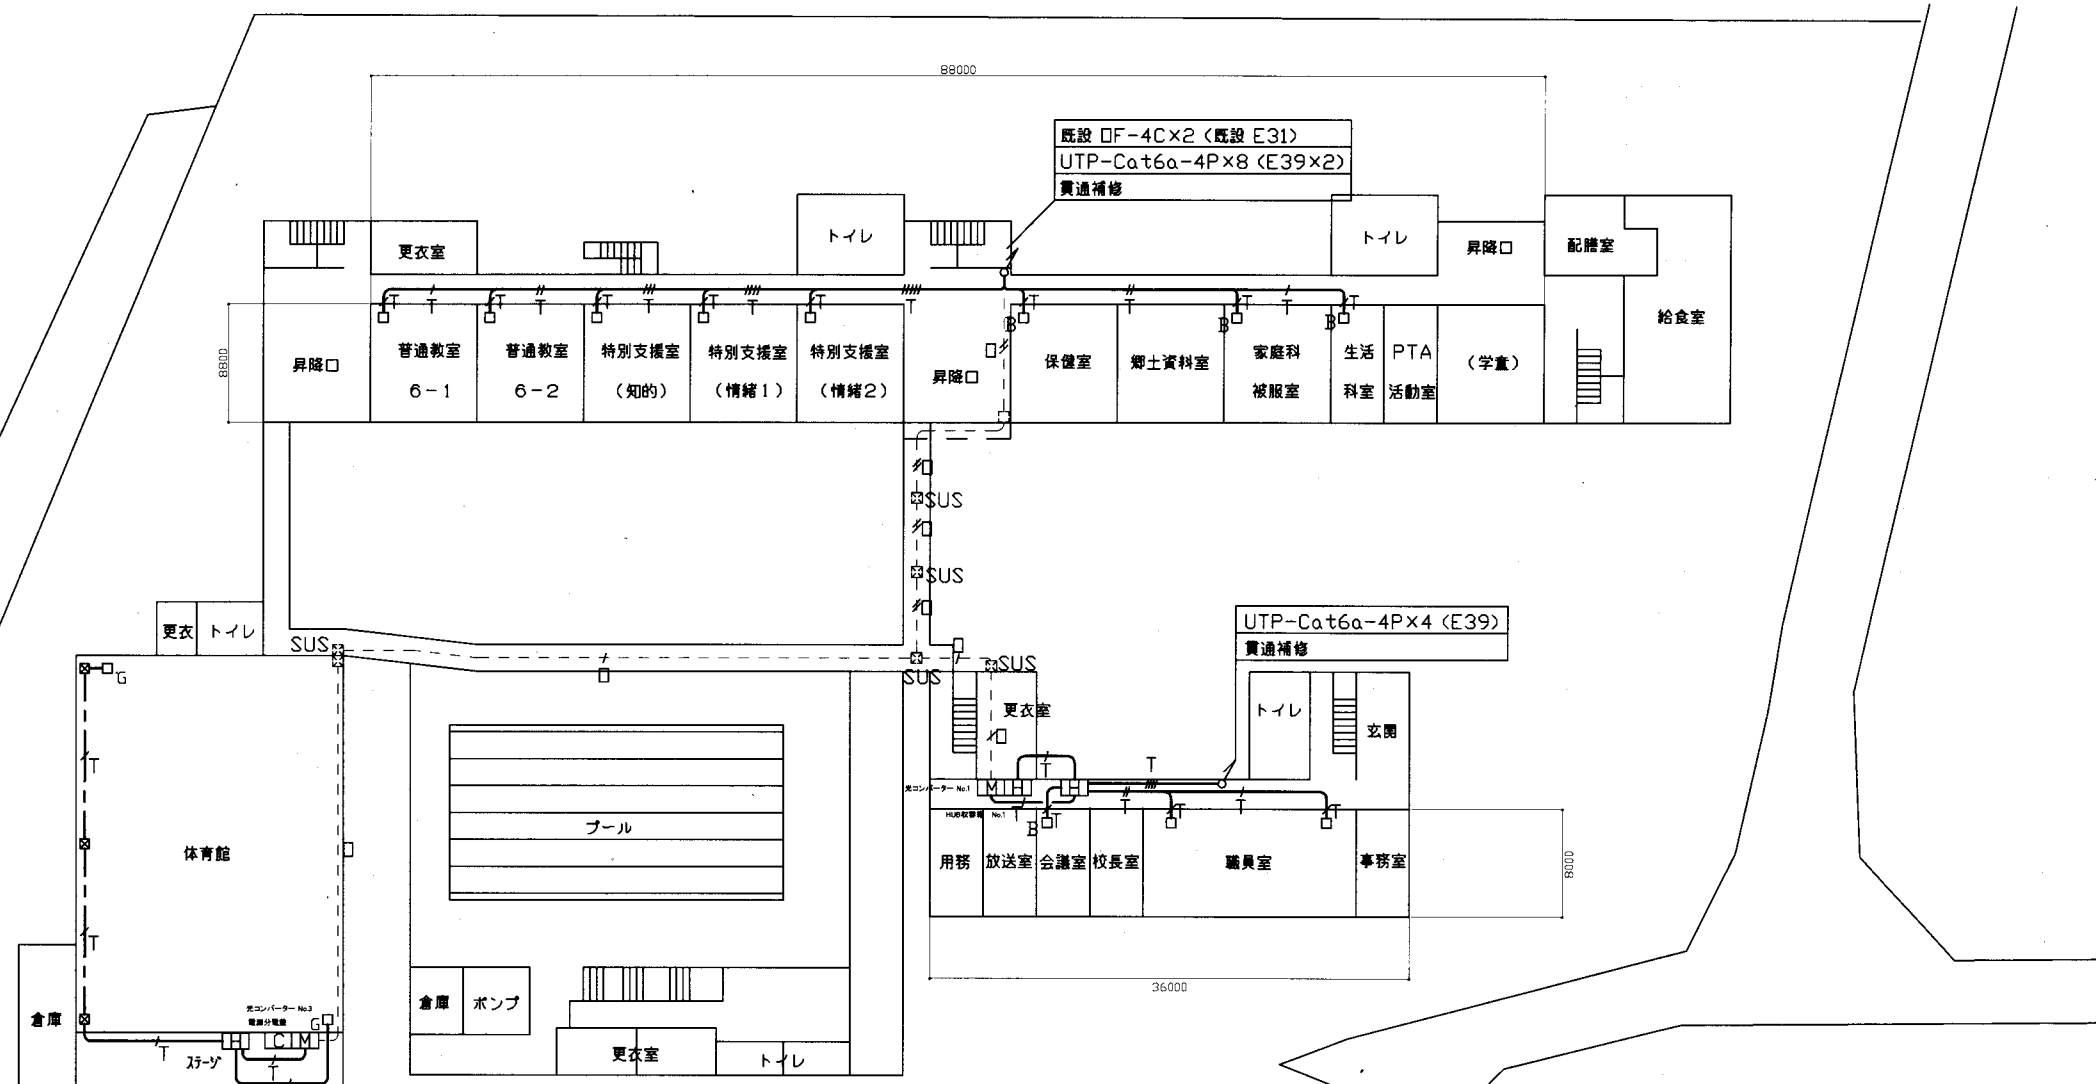 88000
既設 OF-4C×2 (既設 E31)
UTP-Cat6a-4P×8 (E39×2)
貫通補修
更衣室
トイレ
トイレ
昇降口
配膳室
給食室
T T T T T T T T T T
T T T T T T T
B B B
8800
昇降口
普通教室
6-1
普通教室
6-2
特別支援室
(知的)
特別支援室
(情緒1)
特別支援室
(情緒2)
昇降口
保健室
郷土資料室
家庭科
被服室
生活
科室
PTA
活動室
(学童)
SUS
SUS
更衣
トイレ
SUS
SUS
SUS
UTP-Cat6a-4P×4 (E39)
貫通補修
G
T
T
体育館
プール
更衣室
トイレ
玄関
T
T
光コンバーター No.1
M H
H
T T T T
HUB収容箱 No.1
T
B
T
用務
放送室
会議室
校長室
職員室
事務室
8000
36000
倉庫
倉庫
ポンプ
更衣室
トイレ
光コンバーター No.3
電源分電盤
G
H
C M
T
T
ステージ